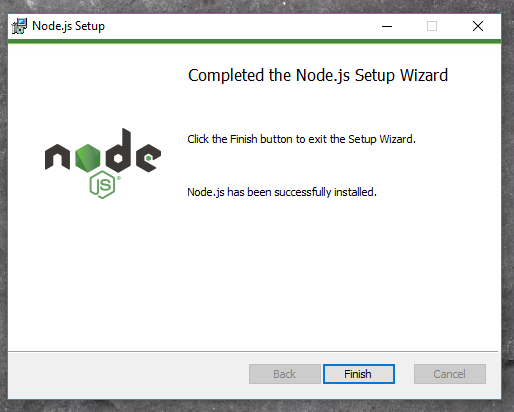 Node.js Setup
Completed the Node.js Setup Wizard
Click the Finish button to exit the Setup Wizard.
node
JS®
Node.js has been successfully installed.
Back Finish Cancel